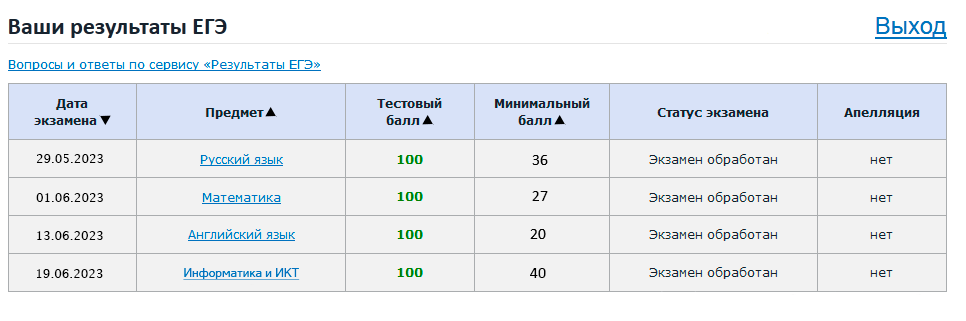 Ваши результаты ЕГЭ Выход
Вопросы и ответы по сервису «Результаты ЕГЭ»
Дата экзамена▼ Предмет▲ Тестовый балл▲ Минимальный балл▲ Статус экзамена Апелляция
29.05.2023 Русский язык 100 36 Экзамен обработан нет
01.06.2023 Математика 100 27 Экзамен обработан нет
13.06.2023 Английский язык 100 20 Экзамен обработан нет
19.06.2023 Информатика и ИКТ 100 40 Экзамен обработан нет